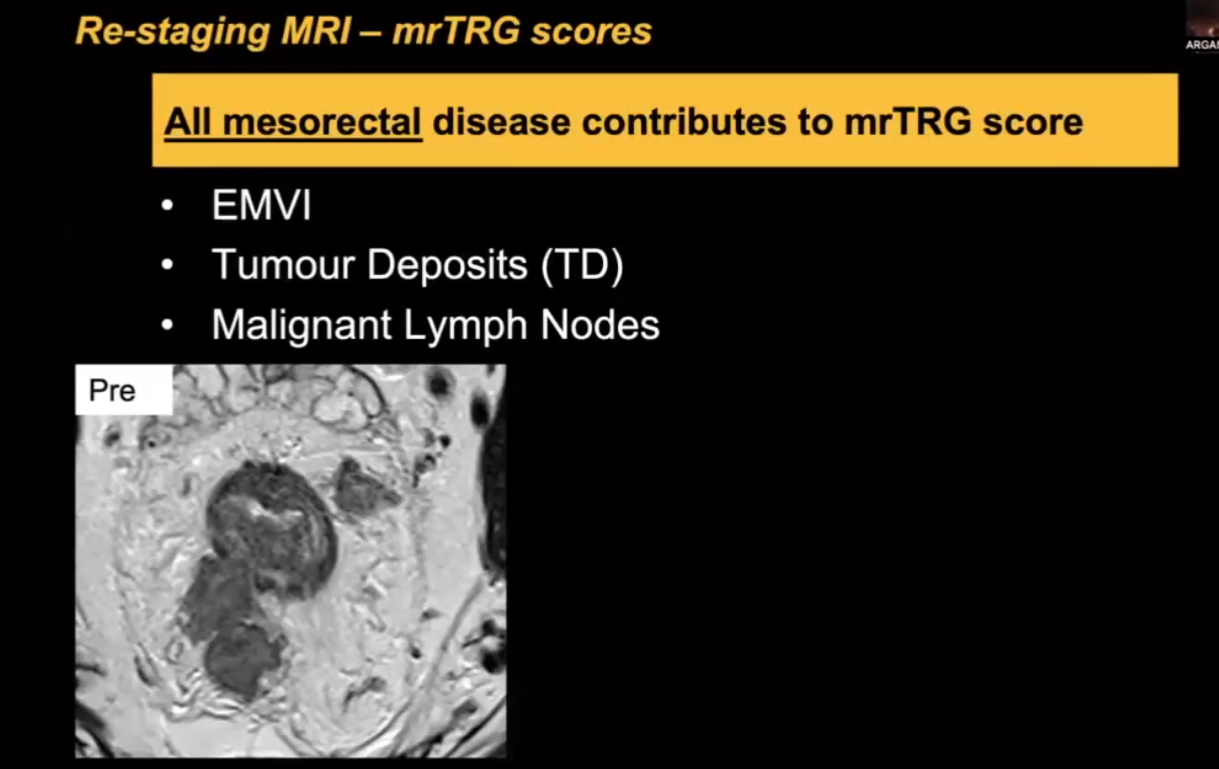 Re-staging MRI – mrTRG scores
All mesorectal disease contributes to mrTRG score
• EMVI
• Tumour Deposits (TD)
• Malignant Lymph Nodes
Pre